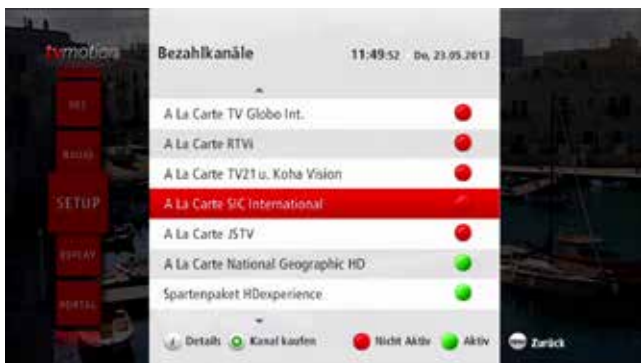 tvmotion
Bezahlkanäle 11:49:52 Do, 23.05.2013
A La Carte TV Globo Int.
A La Carte RTVi
A La Carte TV21 u. Koha Vision
SETUP
A La Carte SIC International
A La Carte JSTV
A La Carte National Geographic HD
Spartenpaket HDexperience
PORTAL
Details Kanal kaufen Nicht Aktiv Aktiv Zurück